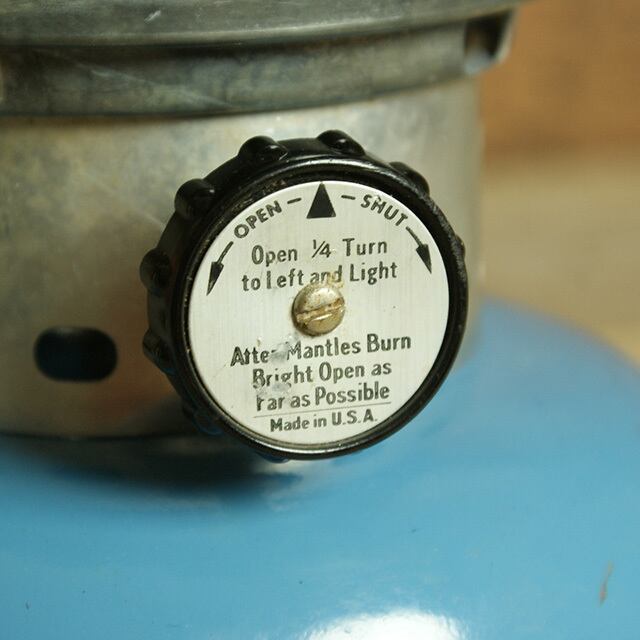 OPEN SHUT
Open ¼ Turn
to Left and Light
After Mantles Burn
Bright Open as
Far as Possible
Made in U.S.A.